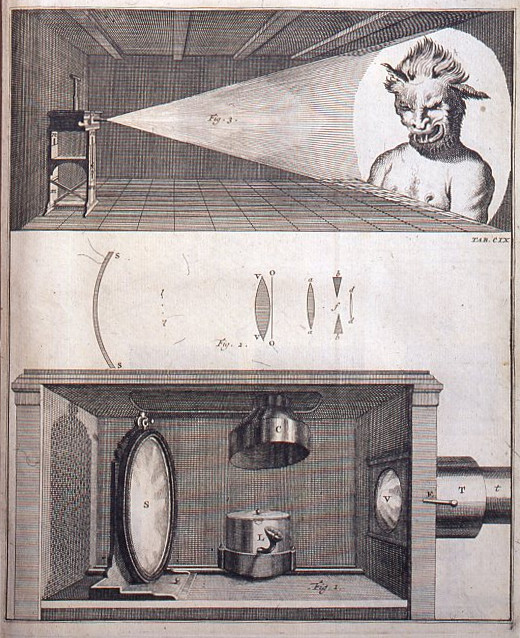 Fig. 3.
TAB. CIX
S
V O
a
b
f d
V O
a
b
S
Fig. 2.
C
S
V
E T t
L
Fig. 1.